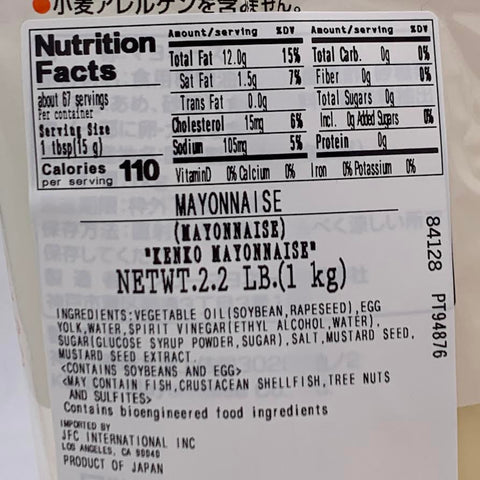 ●小麦アレルゲンを含みません。
Nutrition Facts
about 67 servings
Per container
Serving Size
1 tbsp(15 g)
Calories 110
per serving
Amount/serving %DV
Total Fat 12.0g 15%
Sat Fat 1.5g 7%
Trans Fat 0.0g
Cholesterol 15mg 6%
Sodium 105mg 5%
Amount/serving %DV
Total Carb. 0g 0%
Fiber 0g 0%
Total Sugars 0g
Incl. 0g Added Sugars 0%
Protein 0g
VitaminD 0% Calcium 0% Iron 0% Potassium 0%
MAYONNAISE
(MAYONNAISE)
"KENKO MAYONNAISE"
NETWT.2.2 LB.(1 kg)
84128 PT94876
INGREDIENTS:VEGETABLE OIL(SOYBEAN,RAPESEED),EGG
YOLK,WATER,SPIRIT VINEGAR(ETHYL ALCOHOL,WATER),
SUGAR(GLUCOSE SYRUP POWDER,SUGAR),SALT,MUSTARD SEED,
MUSTARD SEED EXTRACT.
<CONTAINS SOYBEANS AND EGG>
<MAY CONTAIN FISH,CRUSTACEAN SHELLFISH,TREE NUTS
AND SULFITES>
Contains bioengineered food ingredients
IMPORTED BY
JFC INTERNATIONAL INC
LOS ANGELES, CA 90040
PRODUCT OF JAPAN